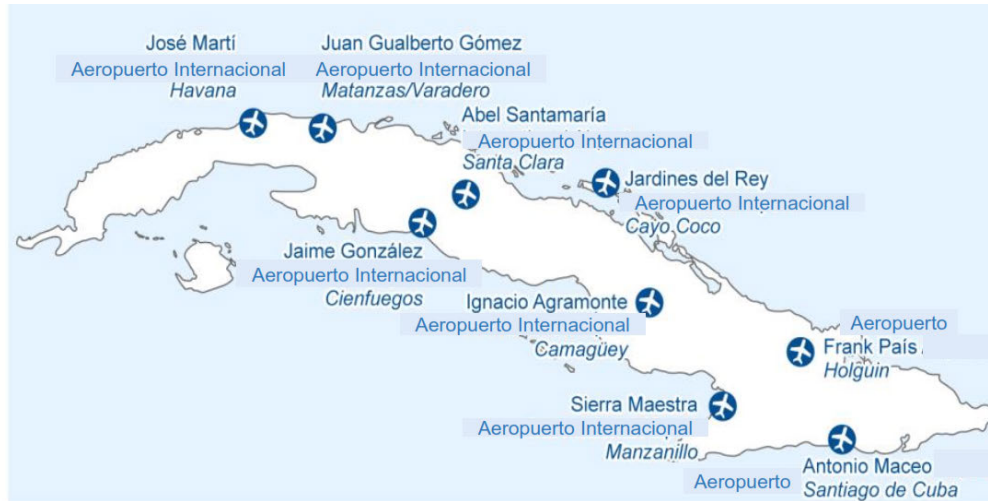 José Martí
Aeropuerto Internacional
Havana
Juan Gualberto Gómez
Aeropuerto Internacional
Matanzas/Varadero
Abel Santamaría
Aeropuerto Internacional
Santa Clara
Jardines del Rey
Aeropuerto Internacional
Cayo Coco
Jaime González
Aeropuerto Internacional
Cienfuegos
Ignacio Agramonte
Aeropuerto Internacional
Camagüey
Aeropuerto
Frank País
Holguin
Sierra Maestra
Aeropuerto Internacional
Manzanillo
Aeropuerto
Antonio Maceo
Santiago de Cuba